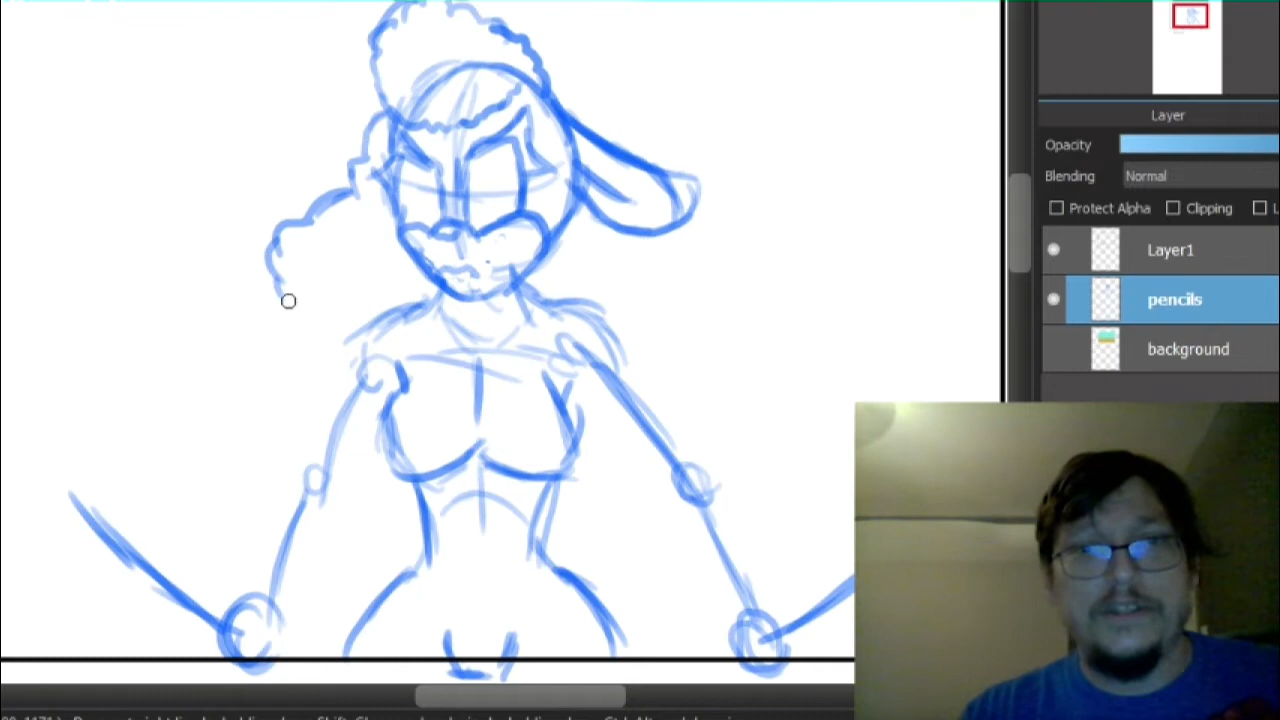 Layer
Opacity
Blending Normal
Protect Alpha Clipping
Layer1
pencils
background